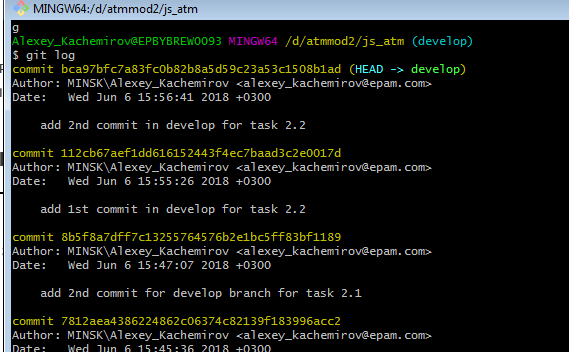 MINGW64:/d/atmmod2/js_atm
g
Alexey_Kachemirov@EPBYBREW0093 MINGW64 /d/atmmod2/js_atm (develop)
$ git log
commit bca97bfc7a83fc0b82b8a5d59c23a53c1508b1ad (HEAD -> develop)
Author: MINSK\Alexey_Kachemirov <alexey_kachemirov@epam.com>
Date:   Wed Jun 6 15:56:41 2018 +0300
add 2nd commit in develop for task 2.2
commit 112cb67aef1dd616152443f4ec7baad3c2e0017d
Author: MINSK\Alexey_Kachemirov <alexey_kachemirov@epam.com>
Date:   Wed Jun 6 15:55:26 2018 +0300
add 1st commit in develop for task 2.2
commit 8b5f8a7dff7c13255764576b2e1bc5ff83bf1189
Author: MINSK\Alexey_Kachemirov <alexey_kachemirov@epam.com>
Date:   Wed Jun 6 15:47:07 2018 +0300
add 2nd commit for develop branch for task 2.1
commit 7812aea4386224862c06374c82139f183996acc2
Author: MINSK\Alexey_Kachemirov <alexey_kachemirov@epam.com>
Date:   Wed Jun 6 15:45:36 2018 +0300